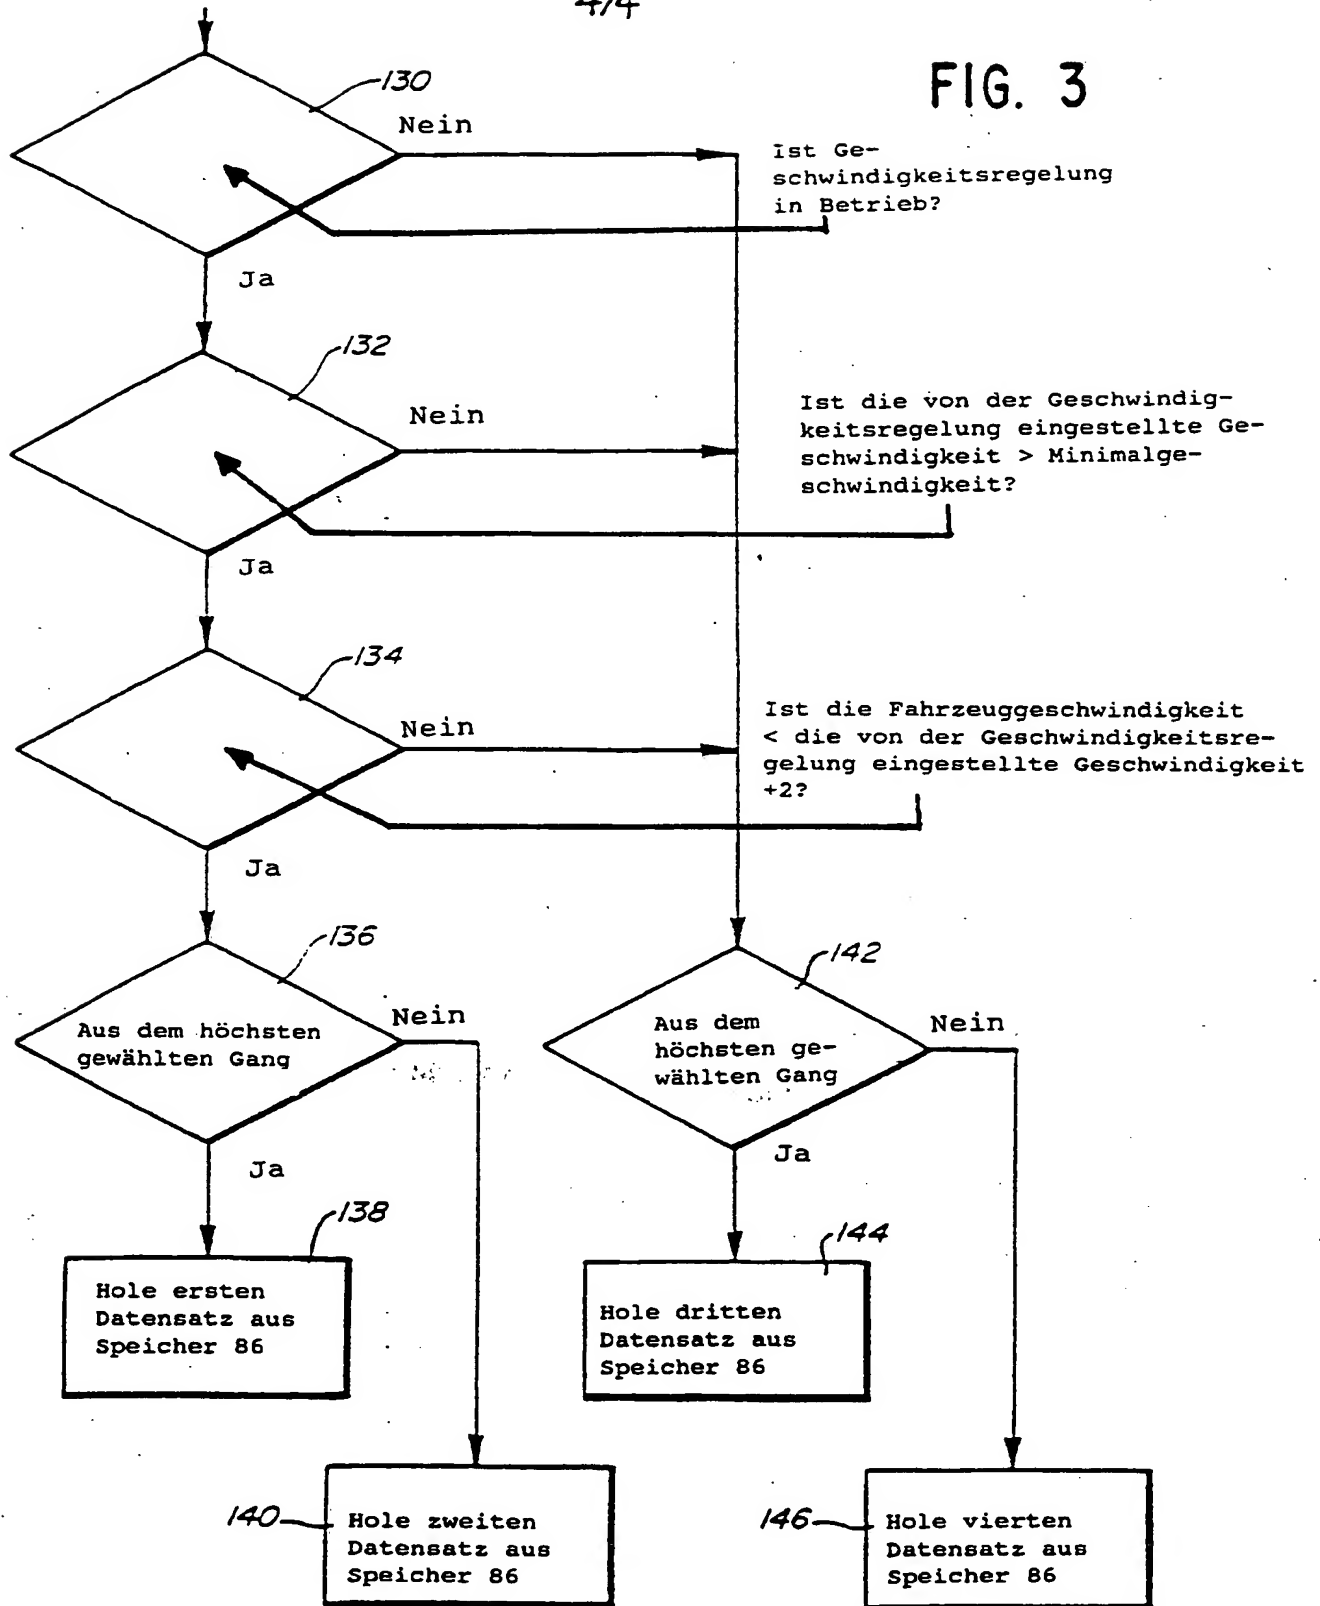 4/4
FIG. 3
130
Nein
Ist Ge-
schwindigkeitsregelung
in Betrieb?
Ja
132
Nein
Ist die von der Geschwindig-
keitsregelung eingestellte Ge-
schwindigkeit > Minimalge-
schwindigkeit?
Ja
134
Nein
Ist die Fahrzeuggeschwindigkeit
< die von der Geschwindigkeitsre-
gelung eingestellte Geschwindigkeit
+2?
Ja
136
Aus dem höchsten
gewählten Gang
Nein
Ja
142
Aus dem
höchsten ge-
wählten Gang
Nein
Ja
138
Hole ersten
Datensatz aus
Speicher 86
144
Hole dritten
Datensatz aus
Speicher 86
140
Hole zweiten
Datensatz aus
Speicher 86
146
Hole vierten
Datensatz aus
Speicher 86